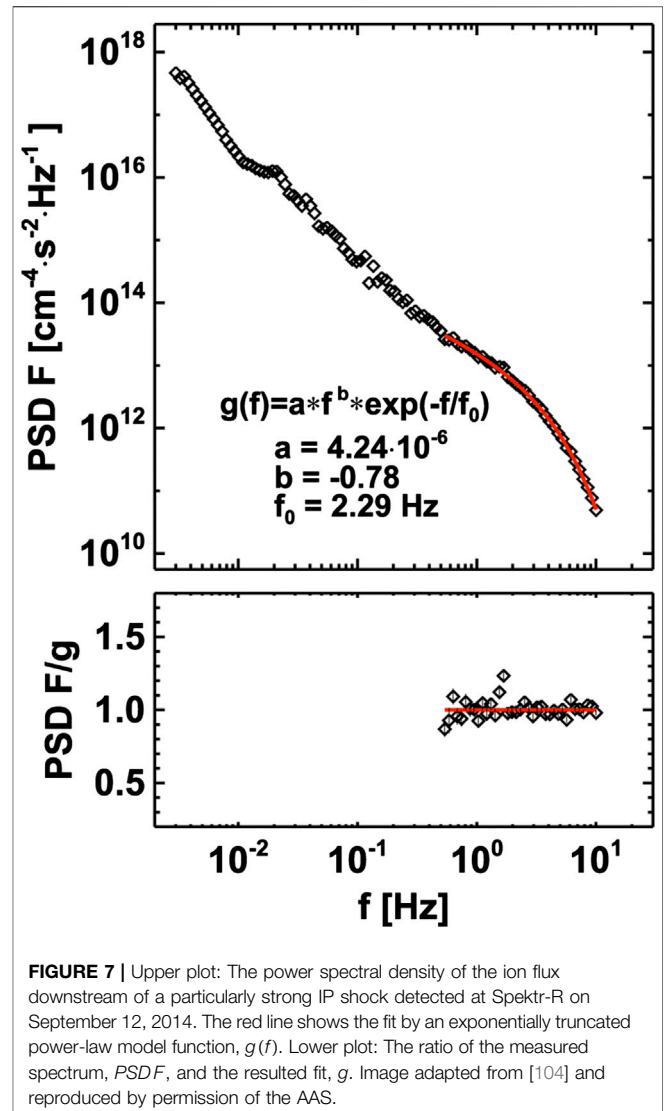 10^18
10^16
10^14
10^12
10^10
PSD F [cm^-4·s^-2·Hz^-1 ]
g(f)=a*f^b*exp(-f/f_0)
a = 4.24·10^-6
b = -0.78
f_0 = 2.29 Hz
1.5
1.0
0.5
PSD F/g
10^-2 10^-1 10^0 10^1
f [Hz]
FIGURE 7 | Upper plot: The power spectral density of the ion flux
downstream of a particularly strong IP shock detected at Spektr-R on
September 12, 2014. The red line shows the fit by an exponentially truncated
power-law model function, g(f). Lower plot: The ratio of the measured
spectrum, PSDF, and the resulted fit, g. Image adapted from [104] and
reproduced by permission of the AAS.